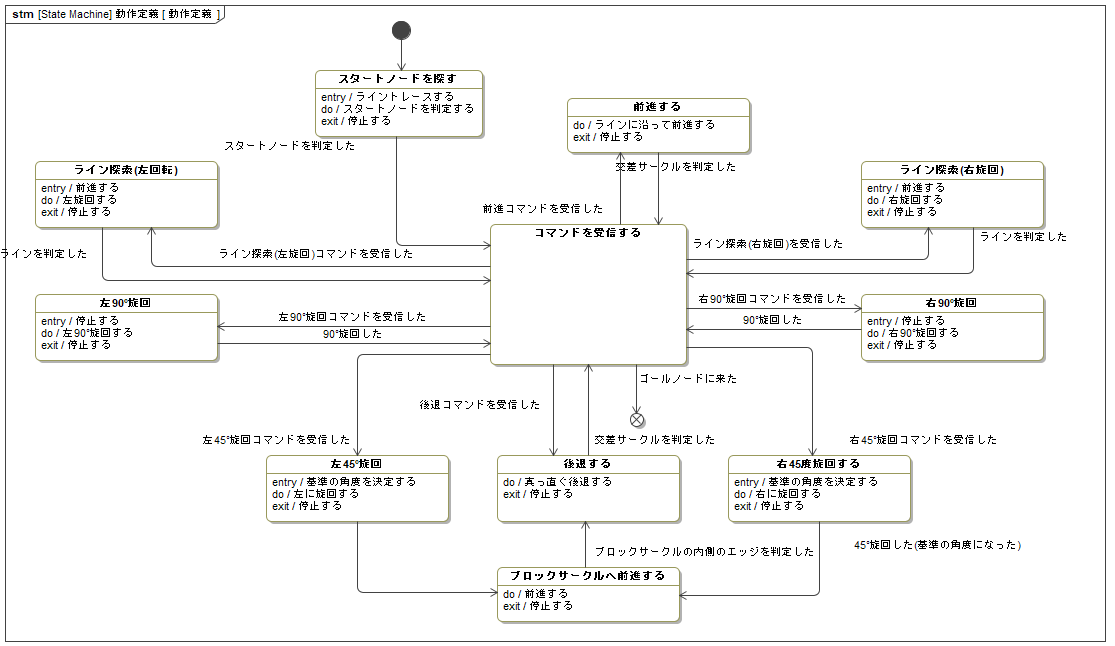 stm [State Machine] 動作定義 [ 動作定義 ]
スタートノードを探す
entry / ライントレースする
do / スタートノードを判定する
exit / 停止する
前進する
do / ラインに沿って前進する
exit / 停止する
スタートノードを判定した
交差サークルを判定した
ライン探索(左回転)
entry / 前進する
do / 左旋回する
exit / 停止する
ライン探索(右旋回)
entry / 前進する
do / 右旋回する
exit / 停止する
前進コマンドを受信した
コマンドを受信する
ラインを判定した
ライン探索(左旋回)コマンドを受信した
ライン探索(右旋回)を受信した
ラインを判定した
左90°旋回
entry / 停止する
do / 左90°旋回する
exit / 停止する
左90°旋回コマンドを受信した
90°旋回した
右90°旋回コマンドを受信した
90°旋回した
右90°旋回
entry / 停止する
do / 右90°旋回する
exit / 停止する
ゴールノードに来た
後退コマンドを受信した
左45°旋回コマンドを受信した
交差サークルを判定した
右45°旋回コマンドを受信した
左45°旋回
entry / 基準の角度を決定する
do / 左に旋回する
exit / 停止する
後退する
do / 真っ直ぐ後退する
exit / 停止する
右45度旋回する
entry / 基準の角度を決定する
do / 右に旋回する
exit / 停止する
ブロックサークルの内側のエッジを判定した
45°旋回した(基準の角度になった)
ブロックサークルへ前進する
do / 前進する
exit / 停止する